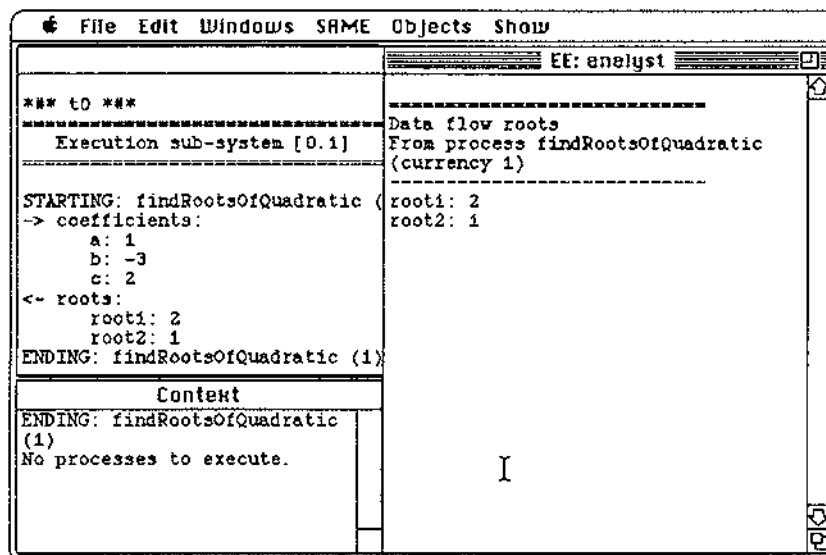 File Edit Windows SAME Objects Show
*** t0 ***
Execution sub-system [0.1]
STARTING: findRootsOfQuadratic (
-> coefficients:
a: 1
b: -3
c: 2
<- roots:
root1: 2
root2: 1
ENDING: findRootsOfQuadratic (1)
Context
ENDING: findRootsOfQuadratic
(1)
No processes to execute.
EE: analyst
Data flow roots
From process findRootsOfQuadratic
(currency 1)
root1: 2
root2: 1